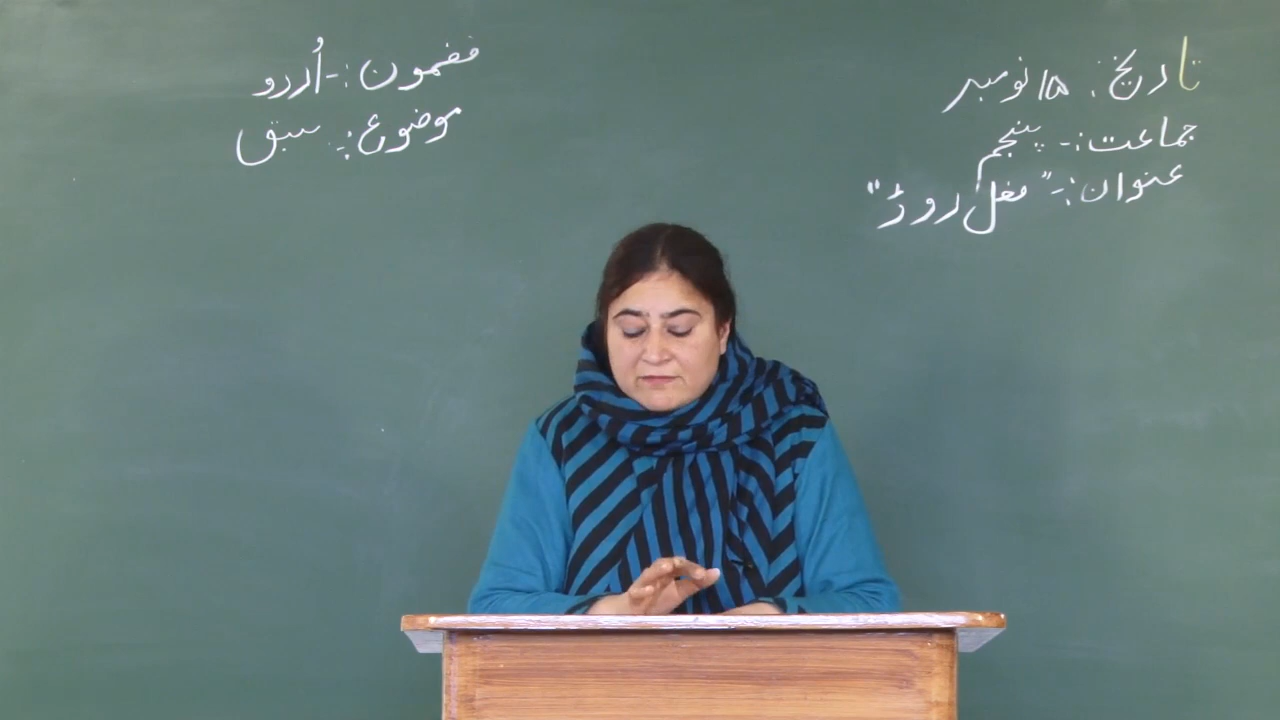 تاریخ: ۱۵ نومبر
جماعت:- پنجم
عنوان:- "مغل روڈ"
مضمون:- اُردو
موضوع:- سبق